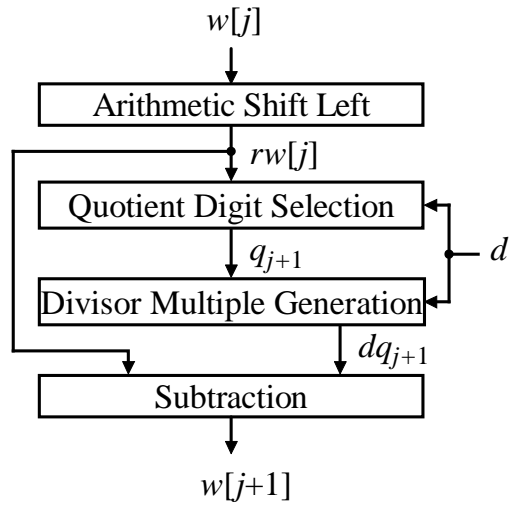 w[j]
Arithmetic Shift Left
rw[j]
Quotient Digit Selection
q_{j+1}
d
Divisor Multiple Generation
dq_{j+1}
Subtraction
w[j+1]